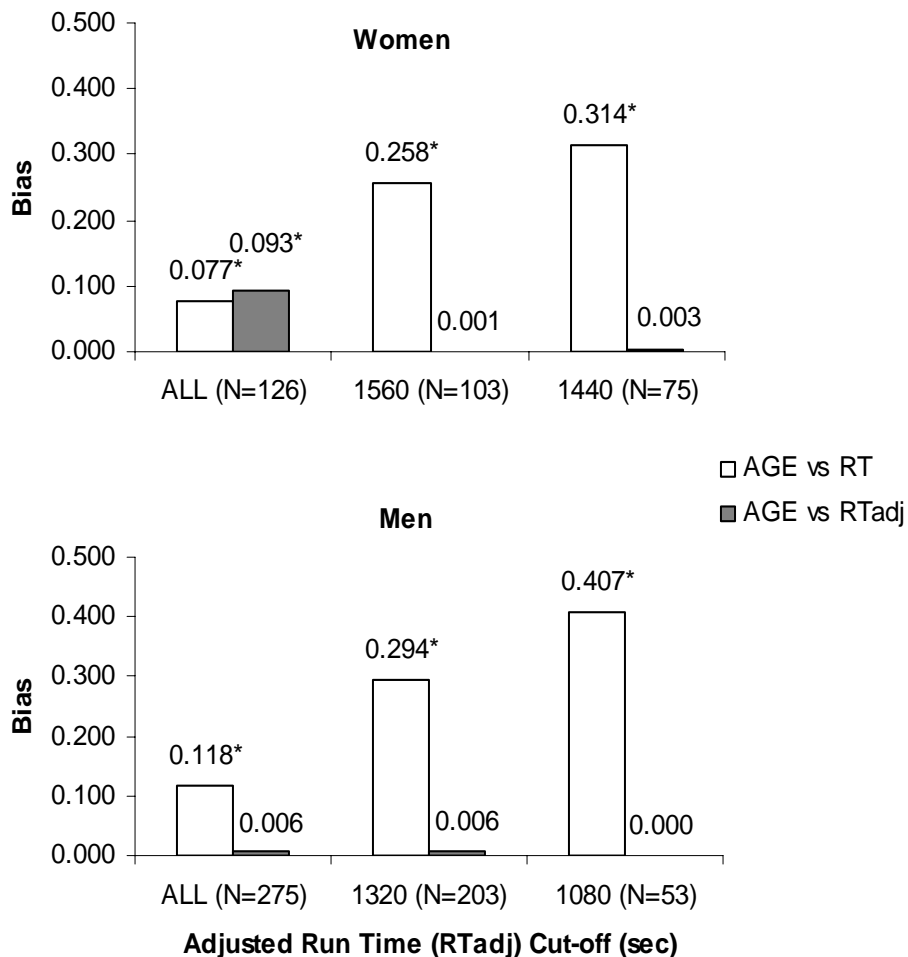 Women
Bias
0.500
0.400
0.300
0.200
0.100
0.000
0.077*
0.093*
0.258*
0.001
0.314*
0.003
ALL (N=126) 1560 (N=103) 1440 (N=75)
AGE vs RT
AGE vs RTadj
Men
Bias
0.500
0.400
0.300
0.200
0.100
0.000
0.118*
0.006
0.294*
0.006
0.407*
0.000
ALL (N=275) 1320 (N=203) 1080 (N=53)
Adjusted Run Time (RTadj) Cut-off (sec)